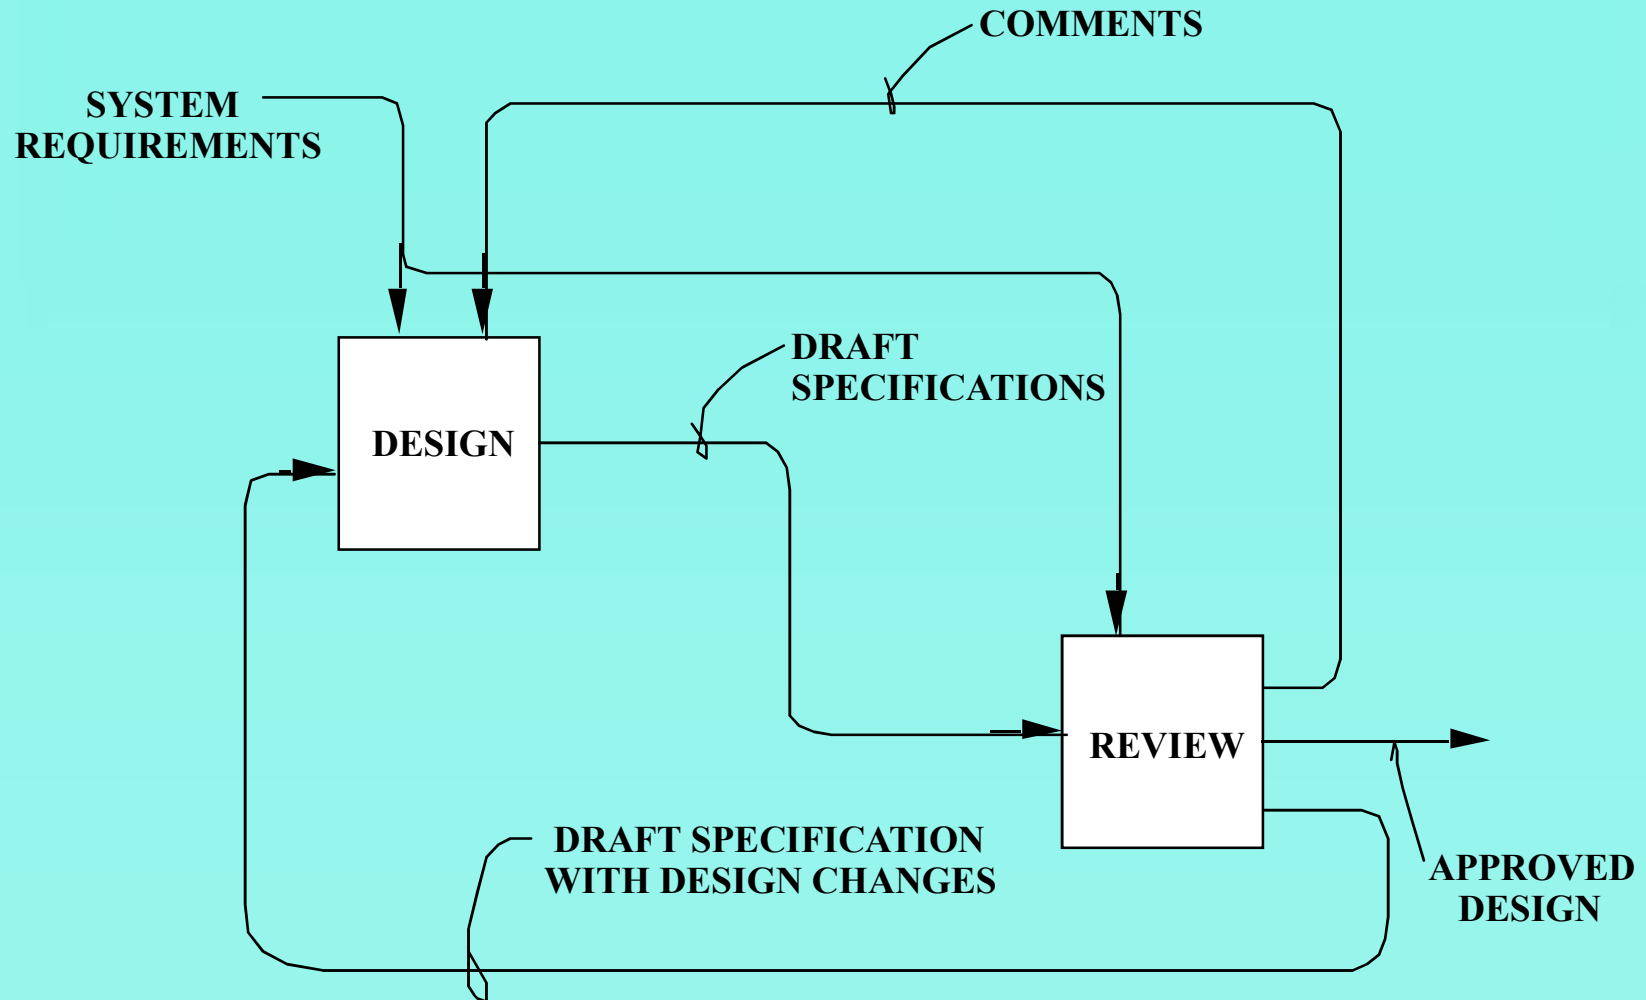 COMMENTS
SYSTEM
REQUIREMENTS
DRAFT
SPECIFICATIONS
DESIGN
REVIEW
DRAFT SPECIFICATION
WITH DESIGN CHANGES
APPROVED
DESIGN